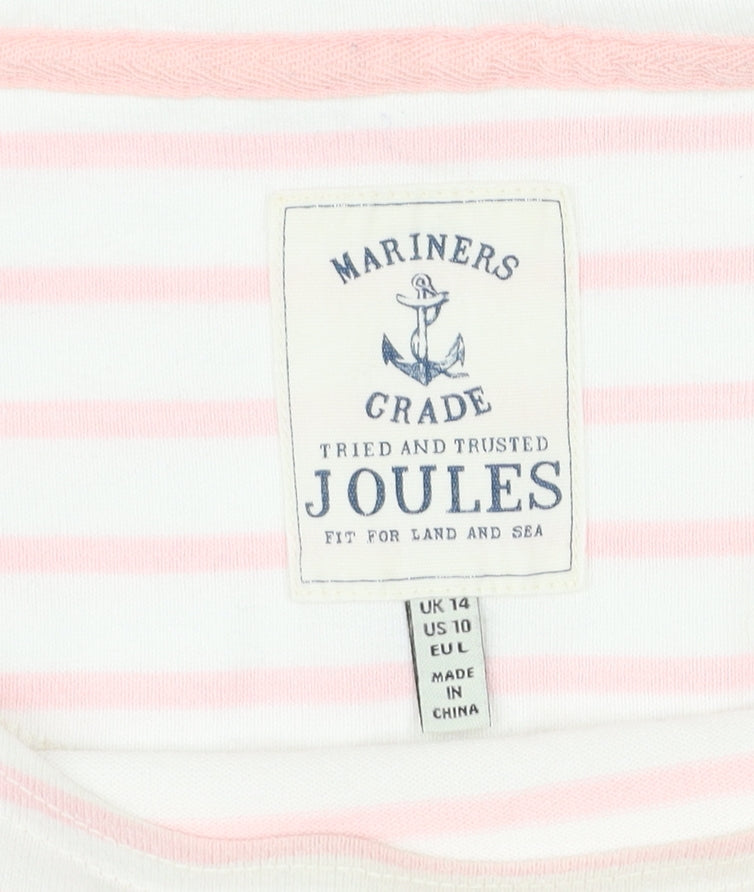 MARINERS
GRADE
TRIED AND TRUSTED
JOULES
FIT FOR LAND AND SEA
UK 14
US 10
EU L
MADE
IN
CHINA